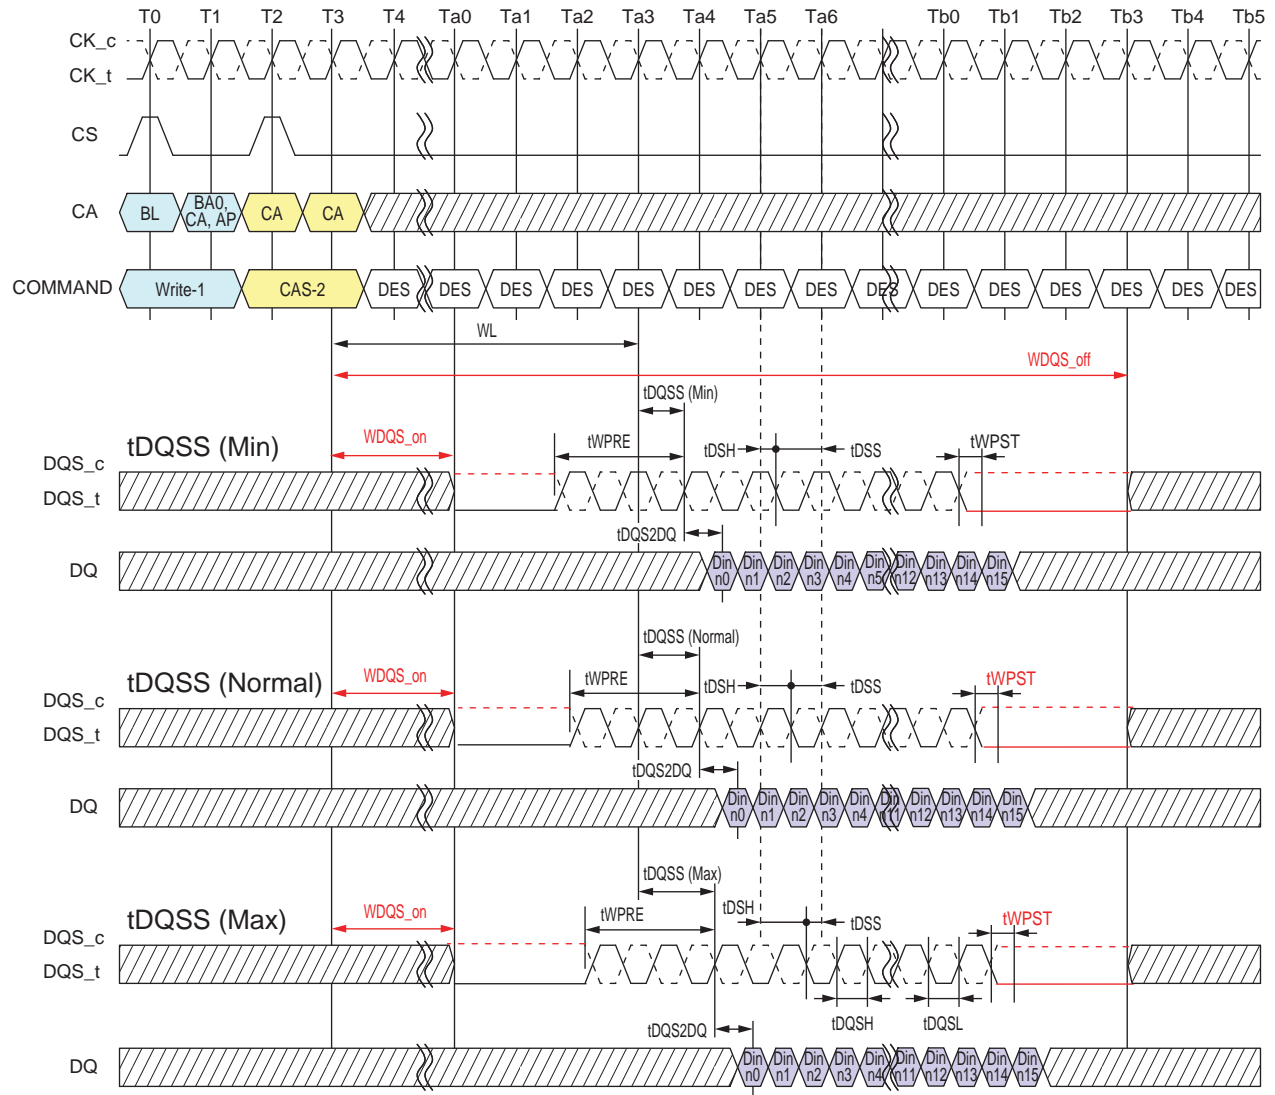 T0 T1 T2 T3 T4 Ta0 Ta1 Ta2 Ta3 Ta4 Ta5 Ta6 Tb0 Tb1 Tb2 Tb3 Tb4 Tb5
CK_c
CK_t
CS
CA BL BA0, CA, AP CA CA
COMMAND Write-1 CAS-2 DES DES DES DES DES DES DES DES DES DES DES DES DES DES DES
WL
WDQS_off
tDQSS (Min)
tDQSS (Min) WDQS_on tWPRE tDSH tDSS tWPST
DQS_c
DQS_t
tDQS2DQ
DQ Din n0 Din n1 Din n2 Din n3 Din n4 Din n5 Din n12 Din n13 Din n14 Din n15
tDQSS (Normal)
tDQSS (Normal) WDQS_on tWPRE tDSH tDSS tWPST
DQS_c
DQS_t
tDQS2DQ
DQ Din n0 Din n1 Din n2 Din n3 Din n4 Din n11 Din n12 Din n13 Din n14 Din n15
tDQSS (Max)
tDQSS (Max) WDQS_on tWPRE tDSH tDSS tWPST
DQS_c
DQS_t
tDQSH tDQSL
tDQS2DQ
DQ Din n0 Din n1 Din n2 Din n3 Din n4 Din n11 Din n12 Din n13 Din n14 Din n15